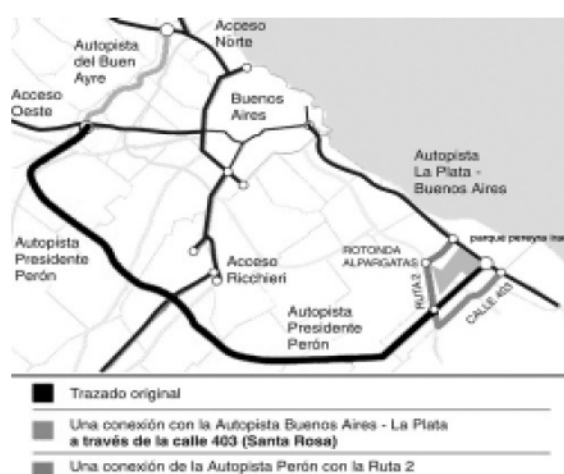 Acceso
Norte
Autopista
del Buen
Ayre
Acceso
Oeste
Buenos
Aires
Autopista
La Plata -
Buenos Aires
parque pereyra
ROTONDA
ALPARGATAS
Autopista
Presidente
Perón
Acceso
Ricchieri
RUTA 2
CALLE 403
Autopista
Presidente
Perón
Trazado original
Una conexión con la Autopista Buenos Aires - La Plata
a través de la calle 403 (Santa Rosa)
Una conexión de la Autopista Perón con la Ruta 2